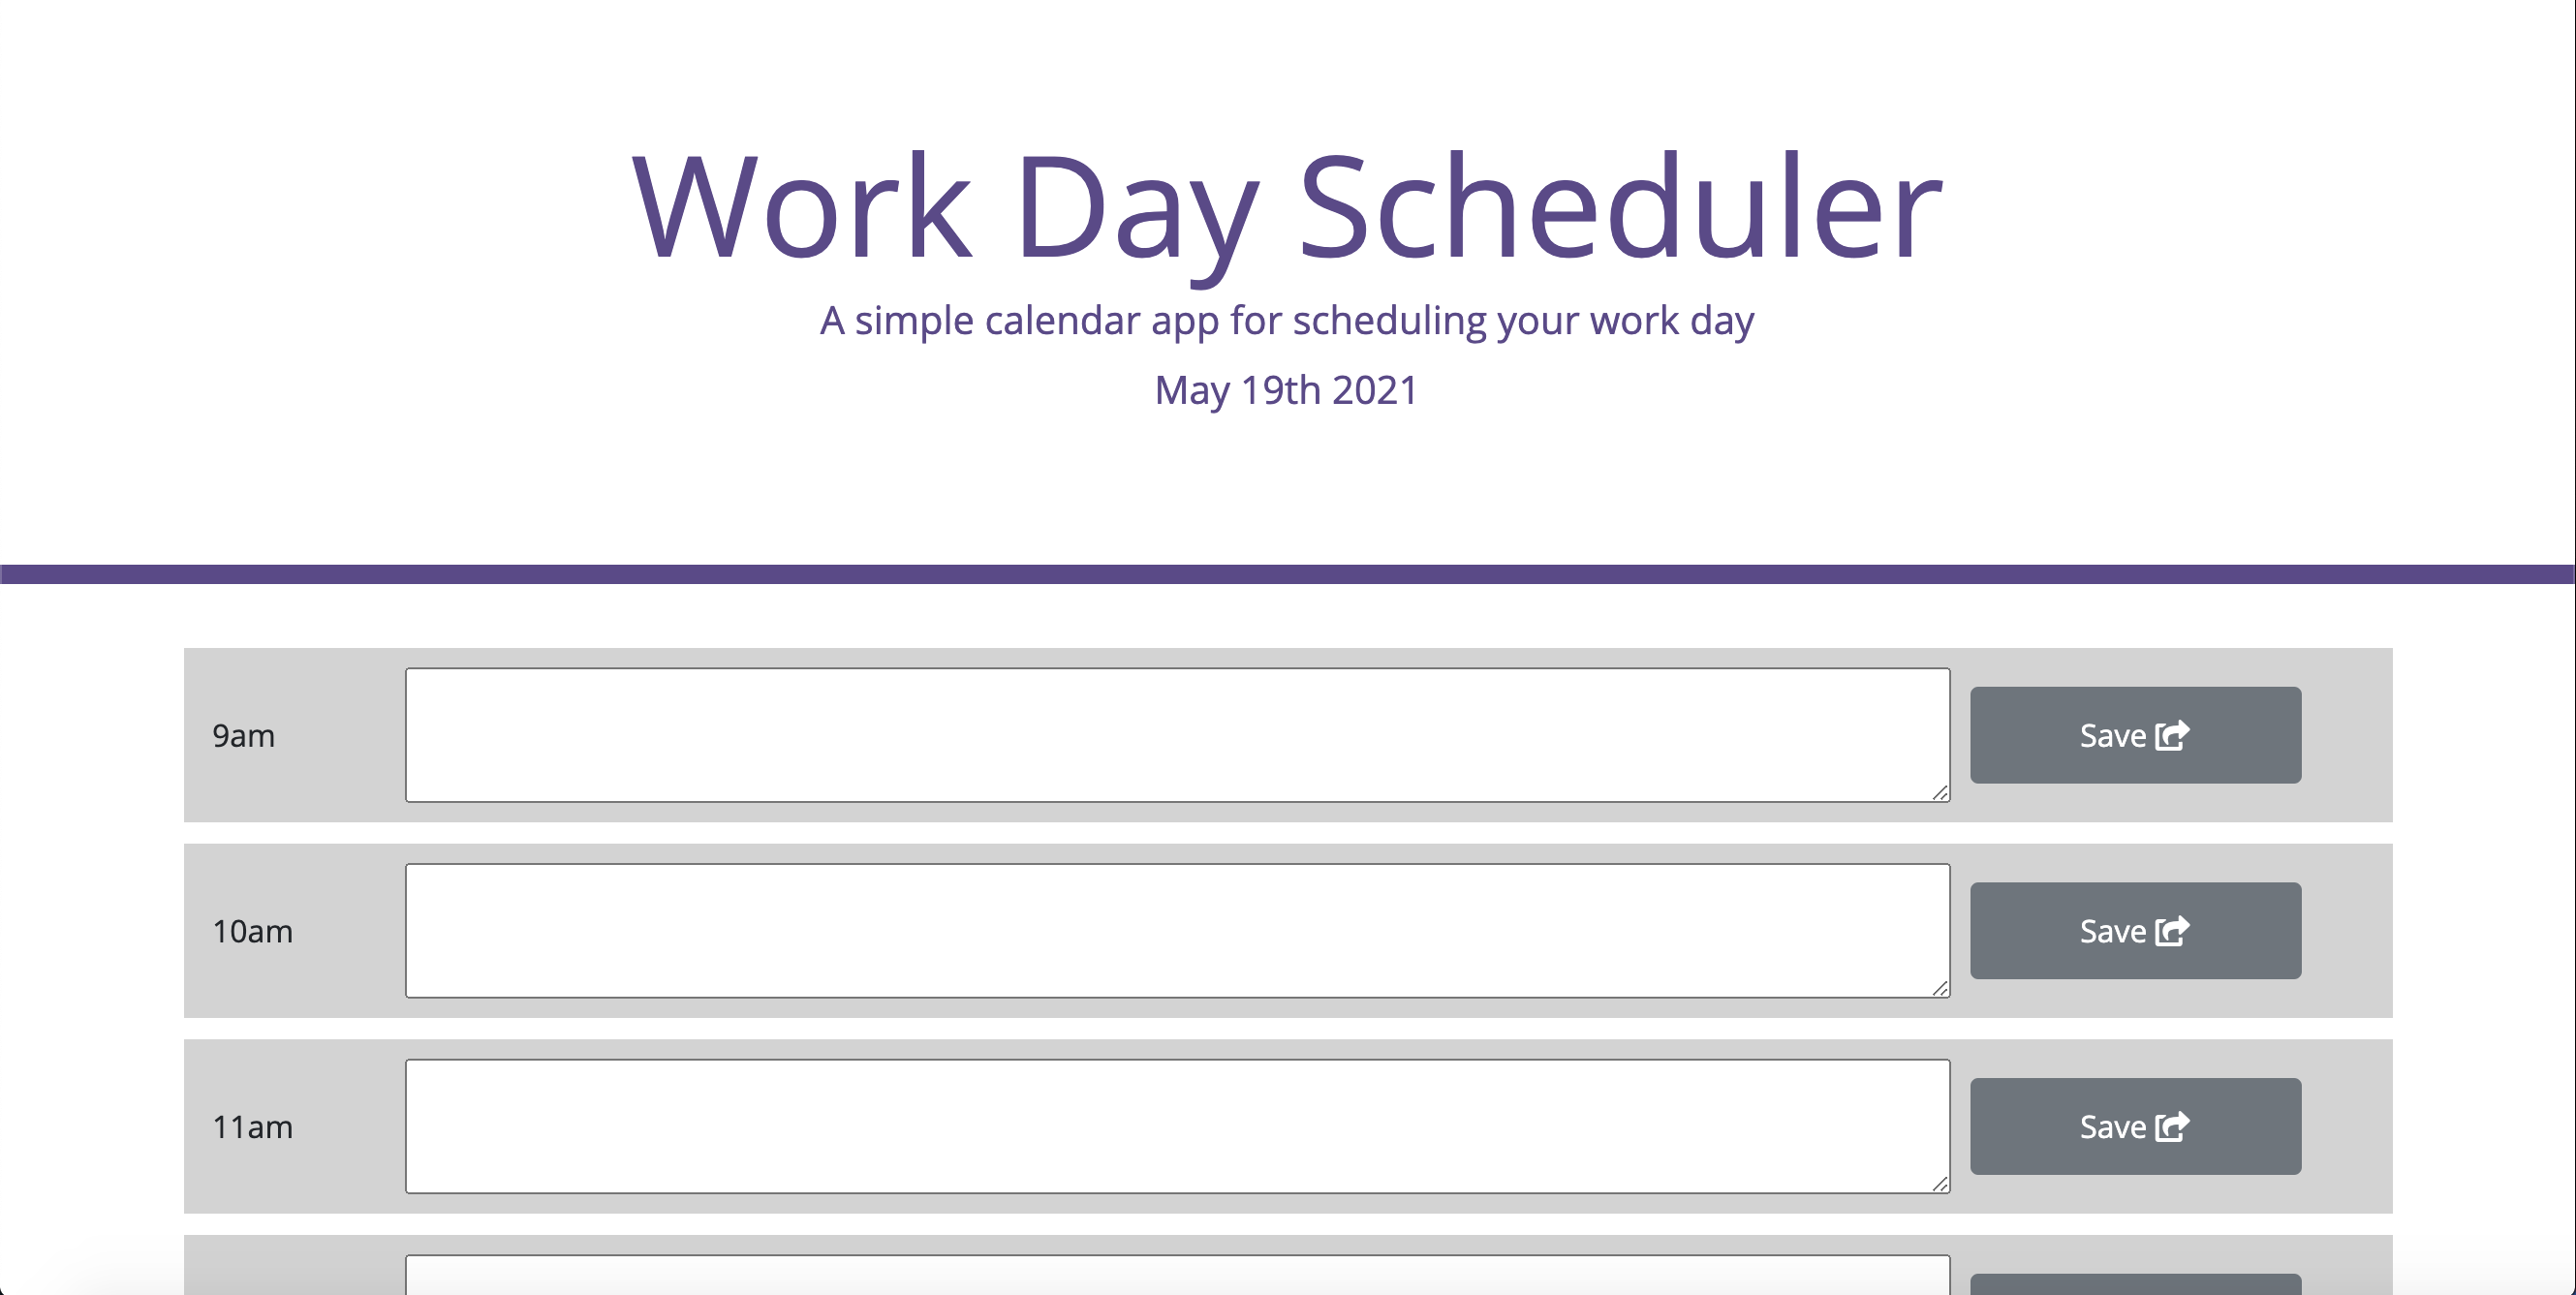 Work Day Scheduler
A simple calendar app for scheduling your work day
May 19th 2021
9am
Save
10am
Save
11am
Save